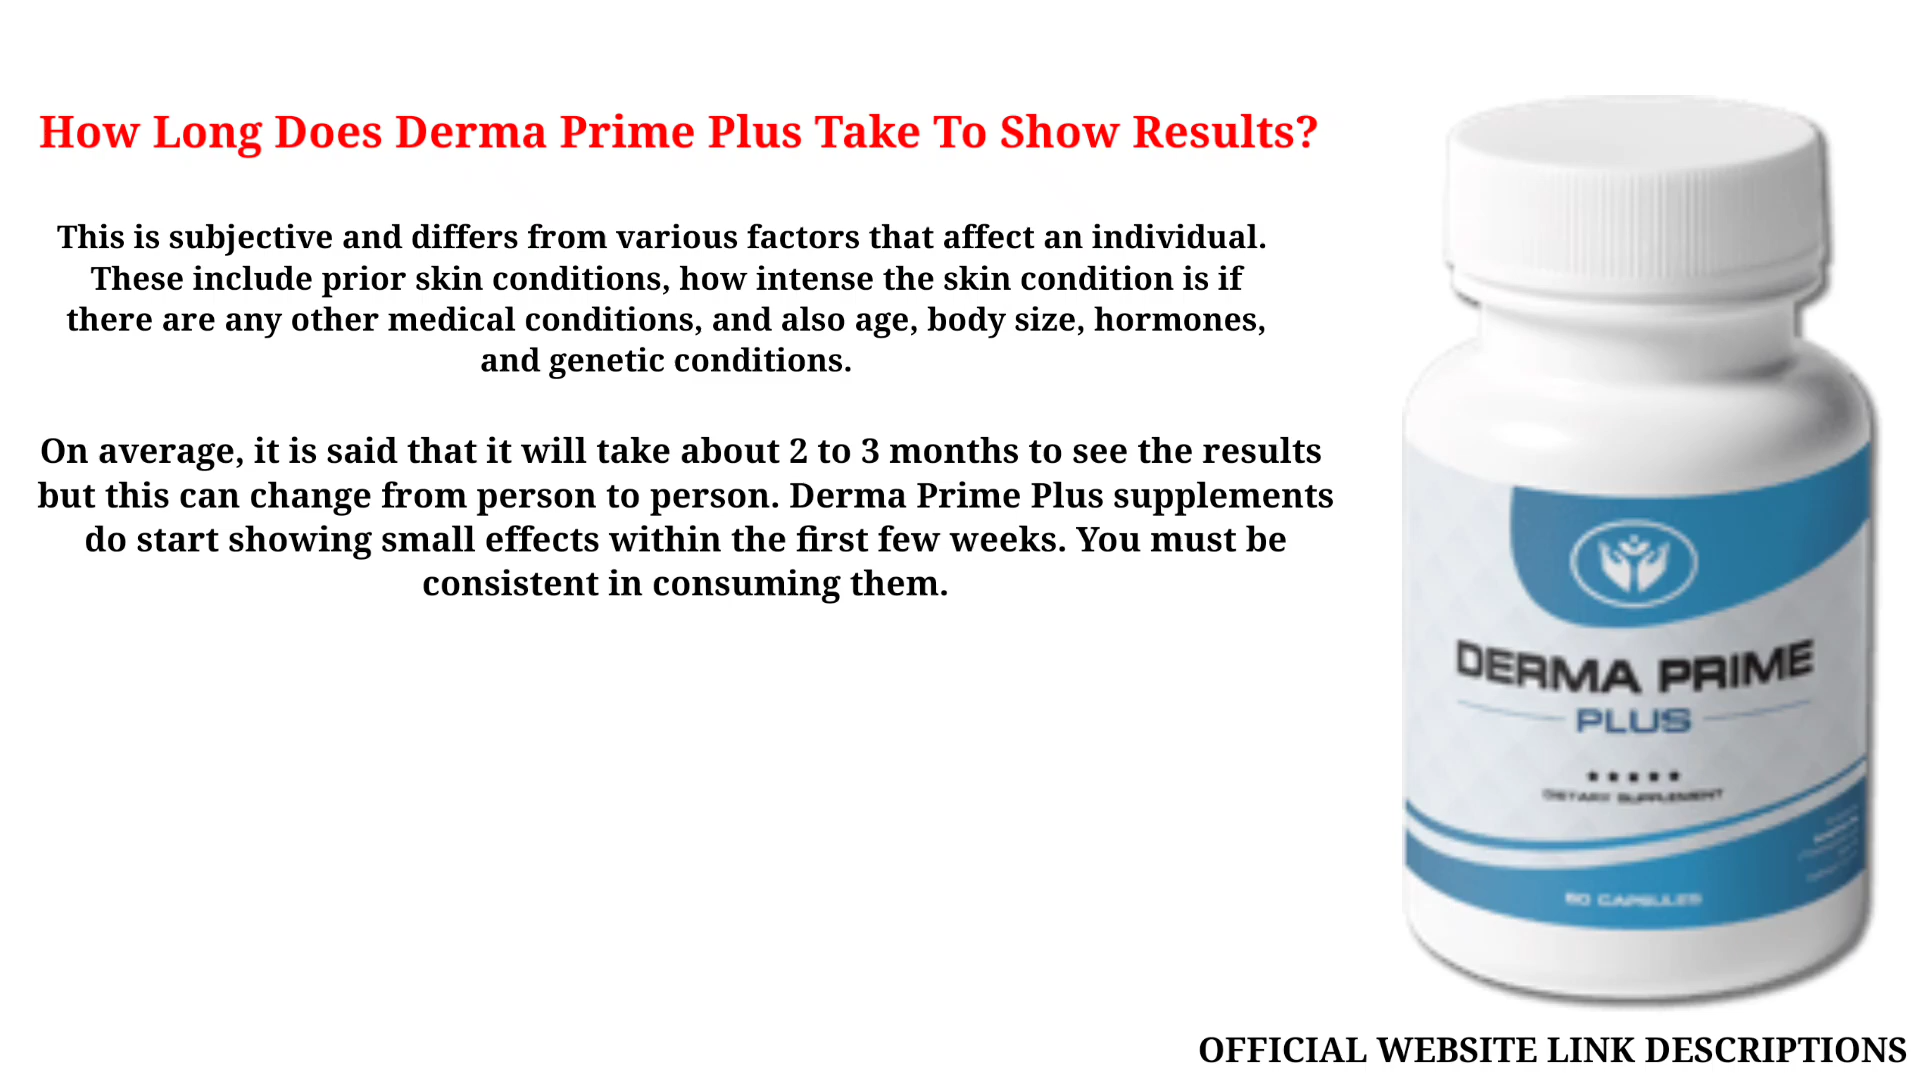 How Long Does Derma Prime Plus Take To Show Results?
This is subjective and differs from various factors that affect an individual.
These include prior skin conditions, how intense the skin condition is if
there are any other medical conditions, and also age, body size, hormones,
and genetic conditions.
On average, it is said that it will take about 2 to 3 months to see the results
but this can change from person to person. Derma Prime Plus supplements
do start showing small effects within the first few weeks. You must be
consistent in consuming them.
DERMA PRIME
PLUS
DIETARY SUPPLEMENT
60 CAPSULES
OFFICIAL WEBSITE LINK DESCRIPTIONS